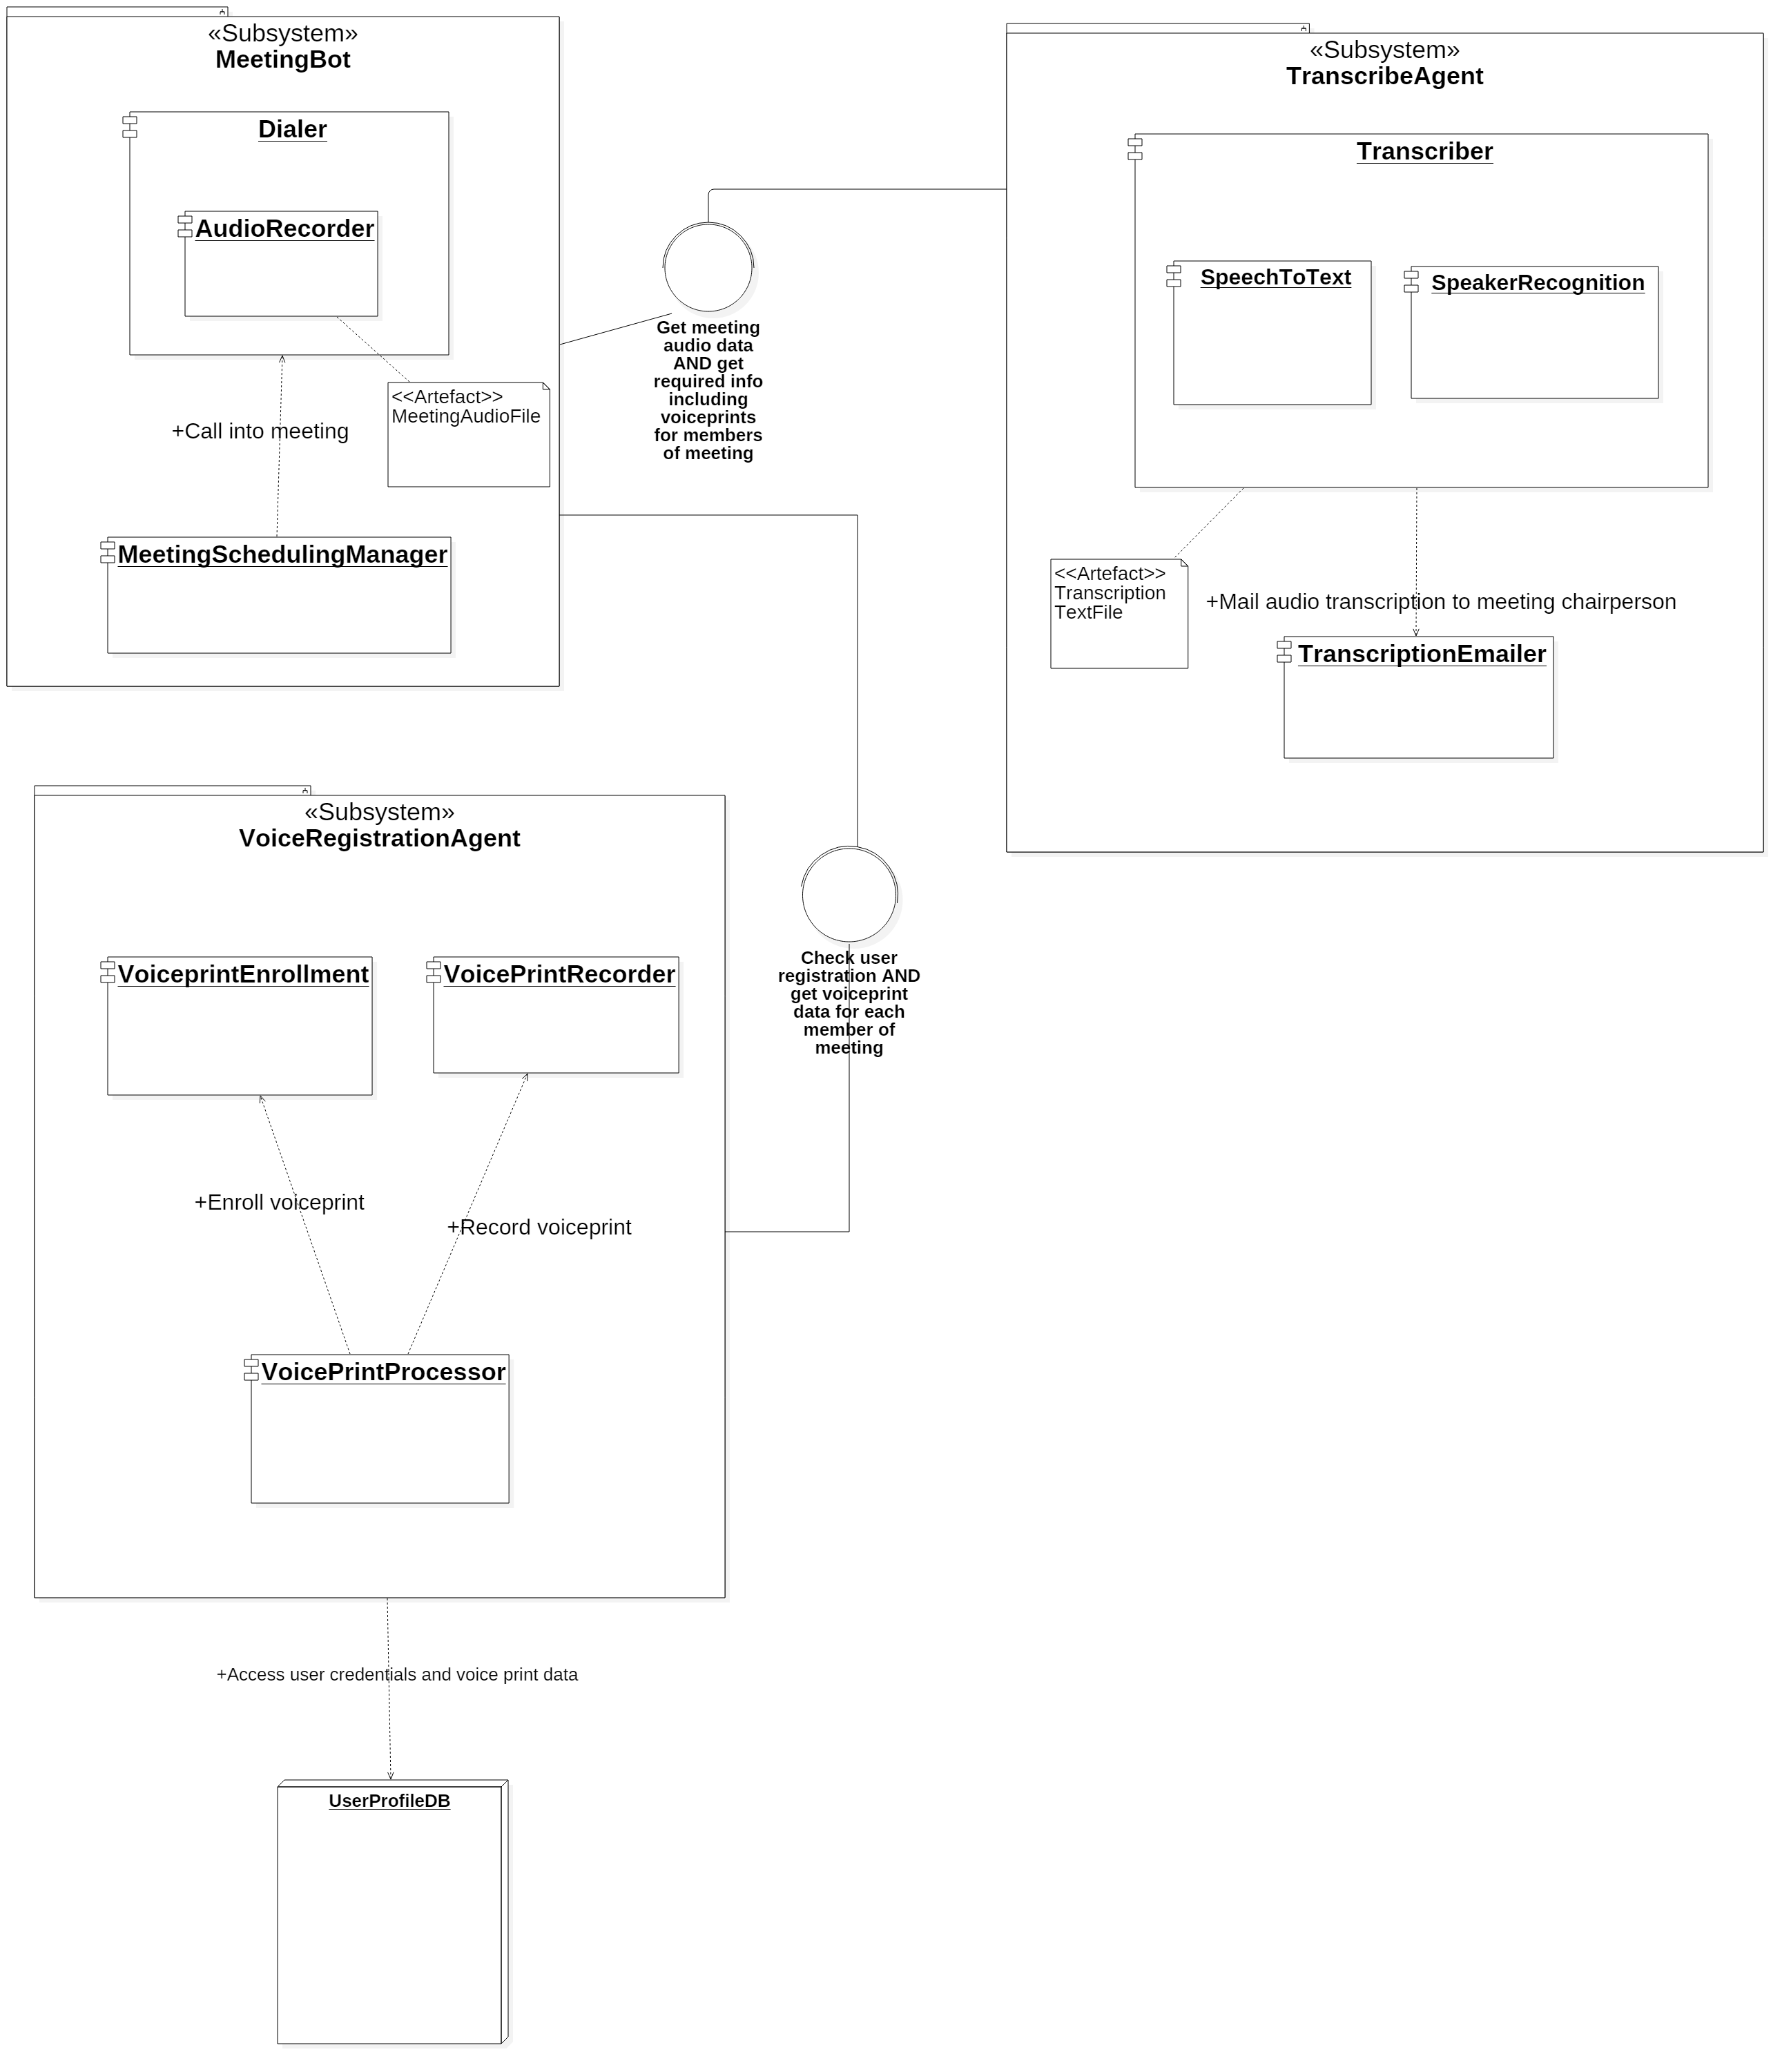 «Subsystem»
MeetingBot
Dialer
AudioRecorder
<<Artefact>>
MeetingAudioFile
+Call into meeting
MeetingSchedulingManager
Get meeting
audio data
AND get
required info
including
voiceprints
for members
of meeting
«Subsystem»
TranscribeAgent
Transcriber
SpeechToText
SpeakerRecognition
<<Artefact>>
Transcription
TextFile
+Mail audio transcription to meeting chairperson
TranscriptionEmailer
«Subsystem»
VoiceRegistrationAgent
VoiceprintEnrollment
VoicePrintRecorder
Check user
registration AND
get voiceprint
data for each
member of
meeting
+Enroll voiceprint
+Record voiceprint
VoicePrintProcessor
+Access user credentials and voice print data
UserProfileDB